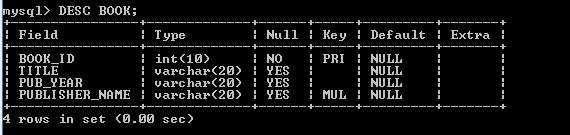 mysql> DESC BOOK;
+----------------+-------------+------+-----+---------+-------+
| Field          | Type        | Null | Key | Default | Extra |
+----------------+-------------+------+-----+---------+-------+
| BOOK_ID        | int(10)     | NO   | PRI | NULL    |       |
| TITLE          | varchar(20) | YES  |     | NULL    |       |
| PUB_YEAR       | varchar(20) | YES  |     | NULL    |       |
| PUBLISHER_NAME | varchar(20) | YES  | MUL | NULL    |       |
+----------------+-------------+------+-----+---------+-------+
4 rows in set (0.00 sec)